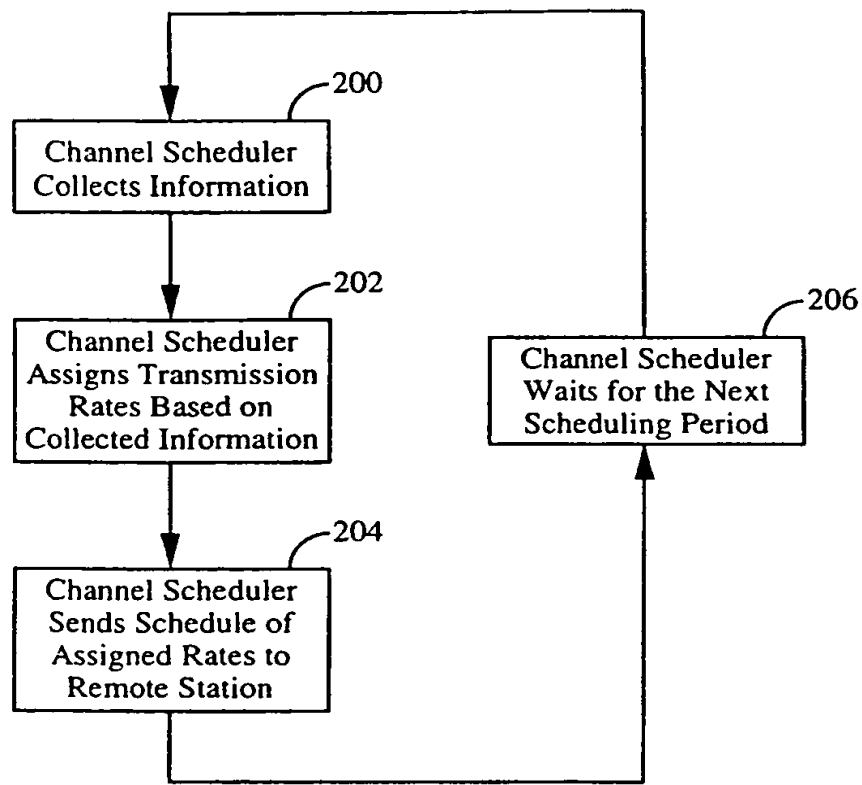 200
Channel Scheduler
Collects Information
202
Channel Scheduler
Assigns Transmission
Rates Based on
Collected Information
204
Channel Scheduler
Sends Schedule of
Assigned Rates to
Remote Station
206
Channel Scheduler
Waits for the Next
Scheduling Period